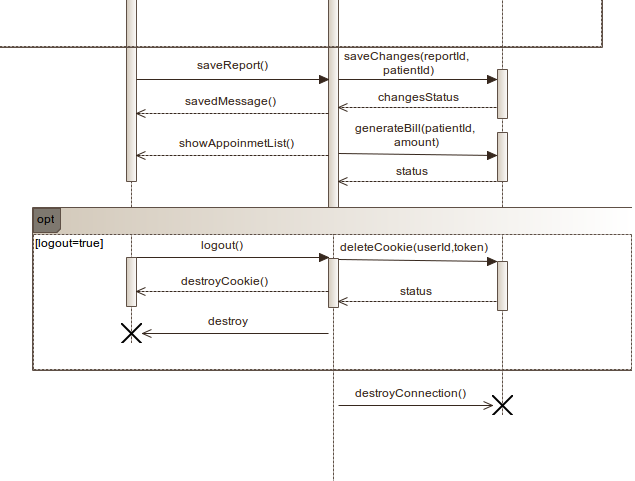 saveReport()
saveChanges(reportId,
patientId)
savedMessage()
changesStatus
showAppoinmetList()
generateBill(patientId,
amount)
status
opt
[logout=true]
logout()
deleteCookie(userId,token)
destroyCookie()
status
destroy
destroyConnection()